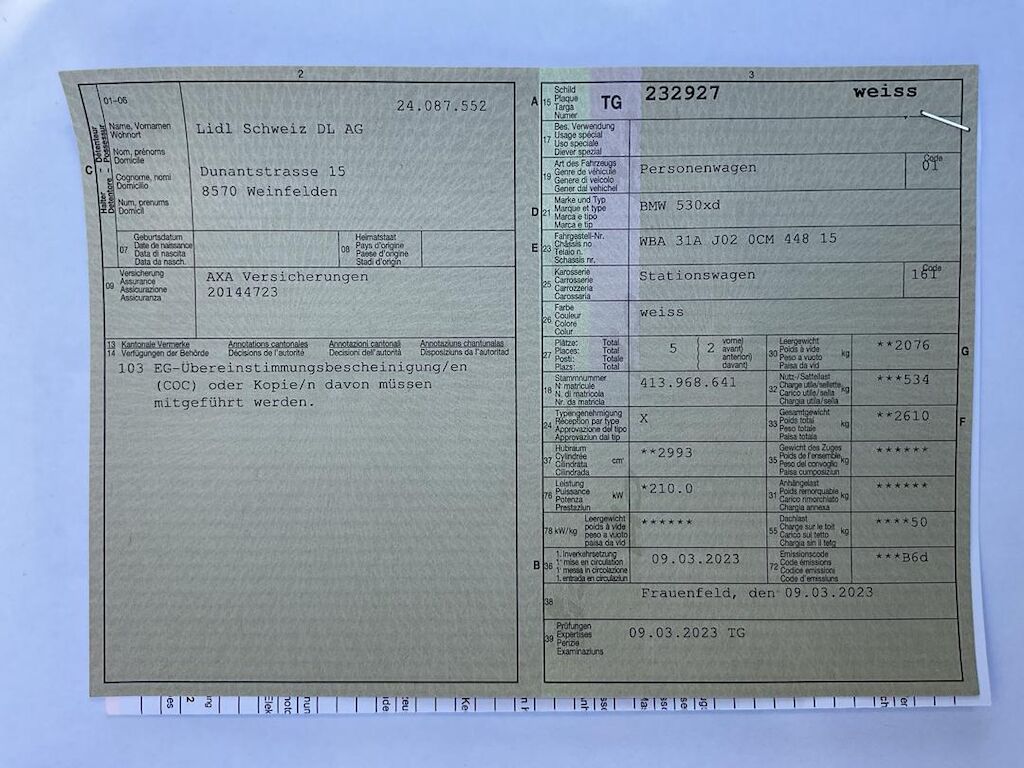 2
01-06
24.087.552
C
Halter - Détenteur
Detentore - Possessur
Name, Vornamen
Wohnort
Nom, prénoms
Domicile
Cognome, nomi
Domicilio
Num, prenums
Domicil
Lidl Schweiz DL AG
Dunantstrasse 15
8570 Weinfelden
07
Geburtsdatum
Date de naissance
Data di nascita
Data da nasch.
08
Heimatstaat
Pays d'origine
Paese d'origine
Stadi d'origin
09
Versicherung
Assurance
Assicurazione
Assicuranza
AXA Versicherungen
20144723
13 Kantonale Vermerke Annotations cantonales Annotazioni cantonali Annotaziuns chantunalas
14 Verfügungen der Behörde Décisions de l'autorité Decisioni dell'autorità Disposiziuns da l'autoritad
103 EG-Übereinstimmungsbescheinigung/en
(COC) oder Kopie/n davon müssen
mitgeführt werden.
3
A
15
Schild
Plaque
Targa
Numer
TG
232927
weiss
17
Bes. Verwendung
Usage spécial
Uso speciale
Diever spezial
19
Art des Fahrzeugs
Genre de véhicule
Genere di veicolo
Gener dal vehichel
Personenwagen
Code
01
D
21
Marke und Typ
Marque et type
Marca e tipo
Marca e tip
BMW 530xd
E
23
Fahrgestell-Nr.
Châssis no
Telaio n.
Schassis nr.
WBA 31A J02 0CM 448 15
25
Karosserie
Carrosserie
Carrozzeria
Carossaria
Stationswagen
Code
161
26
Farbe
Couleur
Colore
Colur
weiss
27
Plätze: Total
Places: Total
Posti: Totale
Plazs: Total
5
( 2
vorne)
avant)
anteriori)
davant)
30
Leergewicht
Poids à vide
Peso a vuoto
Paisa da vid
kg
**2076
G
18
Stammnummer
N matricule
N. di matricola
Nr. da matricla
413.968.641
32
Nutz-/Sattellast
Charge utile/sellette
Carico utile/sella
Chargia utila/sella
kg
***534
24
Typengenehmigung
Réception par type
Approvazione del tipo
Approvaziun dal tip
X
33
Gesamtgewicht
Poids total
Peso totale
Paisa totala
kg
**2610
F
37
Hubraum
Cylindrée
Cilindrata
Cilindrada
cm³
**2993
35
Gewicht des Zuges
Poids de l'ensemble
Peso del convoglio
Paisa cumposiziun
kg
******
76
Leistung
Puissance
Potenza
Prestaziun
kW
*210.0
31
Anhängelast
Poids remorquable
Carico rimorchiato
Chargia annexa
kg
******
78 kW/kg
Leergewicht
poids à vide
peso a vuoto
paisa da vid
******
55
Dachlast
Charge sur le toit
Carico sul tetto
Chargia sin il tetg
kg
****50
B
36
1. Inverkehrsetzung
1re mise en circulation
1a messa in circolazione
1. entrada en circulaziun
09.03.2023
72
Emissionscode
Code émissions
Codice emissioni
Code d'emissiuns
***B6d
38
Frauenfeld, den 09.03.2023
39
Prüfungen
Expertises
Perizie
Examinaziuns
09.03.2023 TG